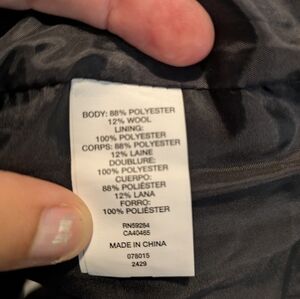 BODY: 88% POLYESTER
12% WOOL
LINING:
100% POLYESTER
CORPS: 88% POLYESTER
12% LAINE
DOUBLURE:
100% POLYESTER
CUERPO:
88% POLIÉSTER
12% LANA
FORRO:
100% POLIÉSTER
RN59284
CA40465
MADE IN CHINA
078015
2429